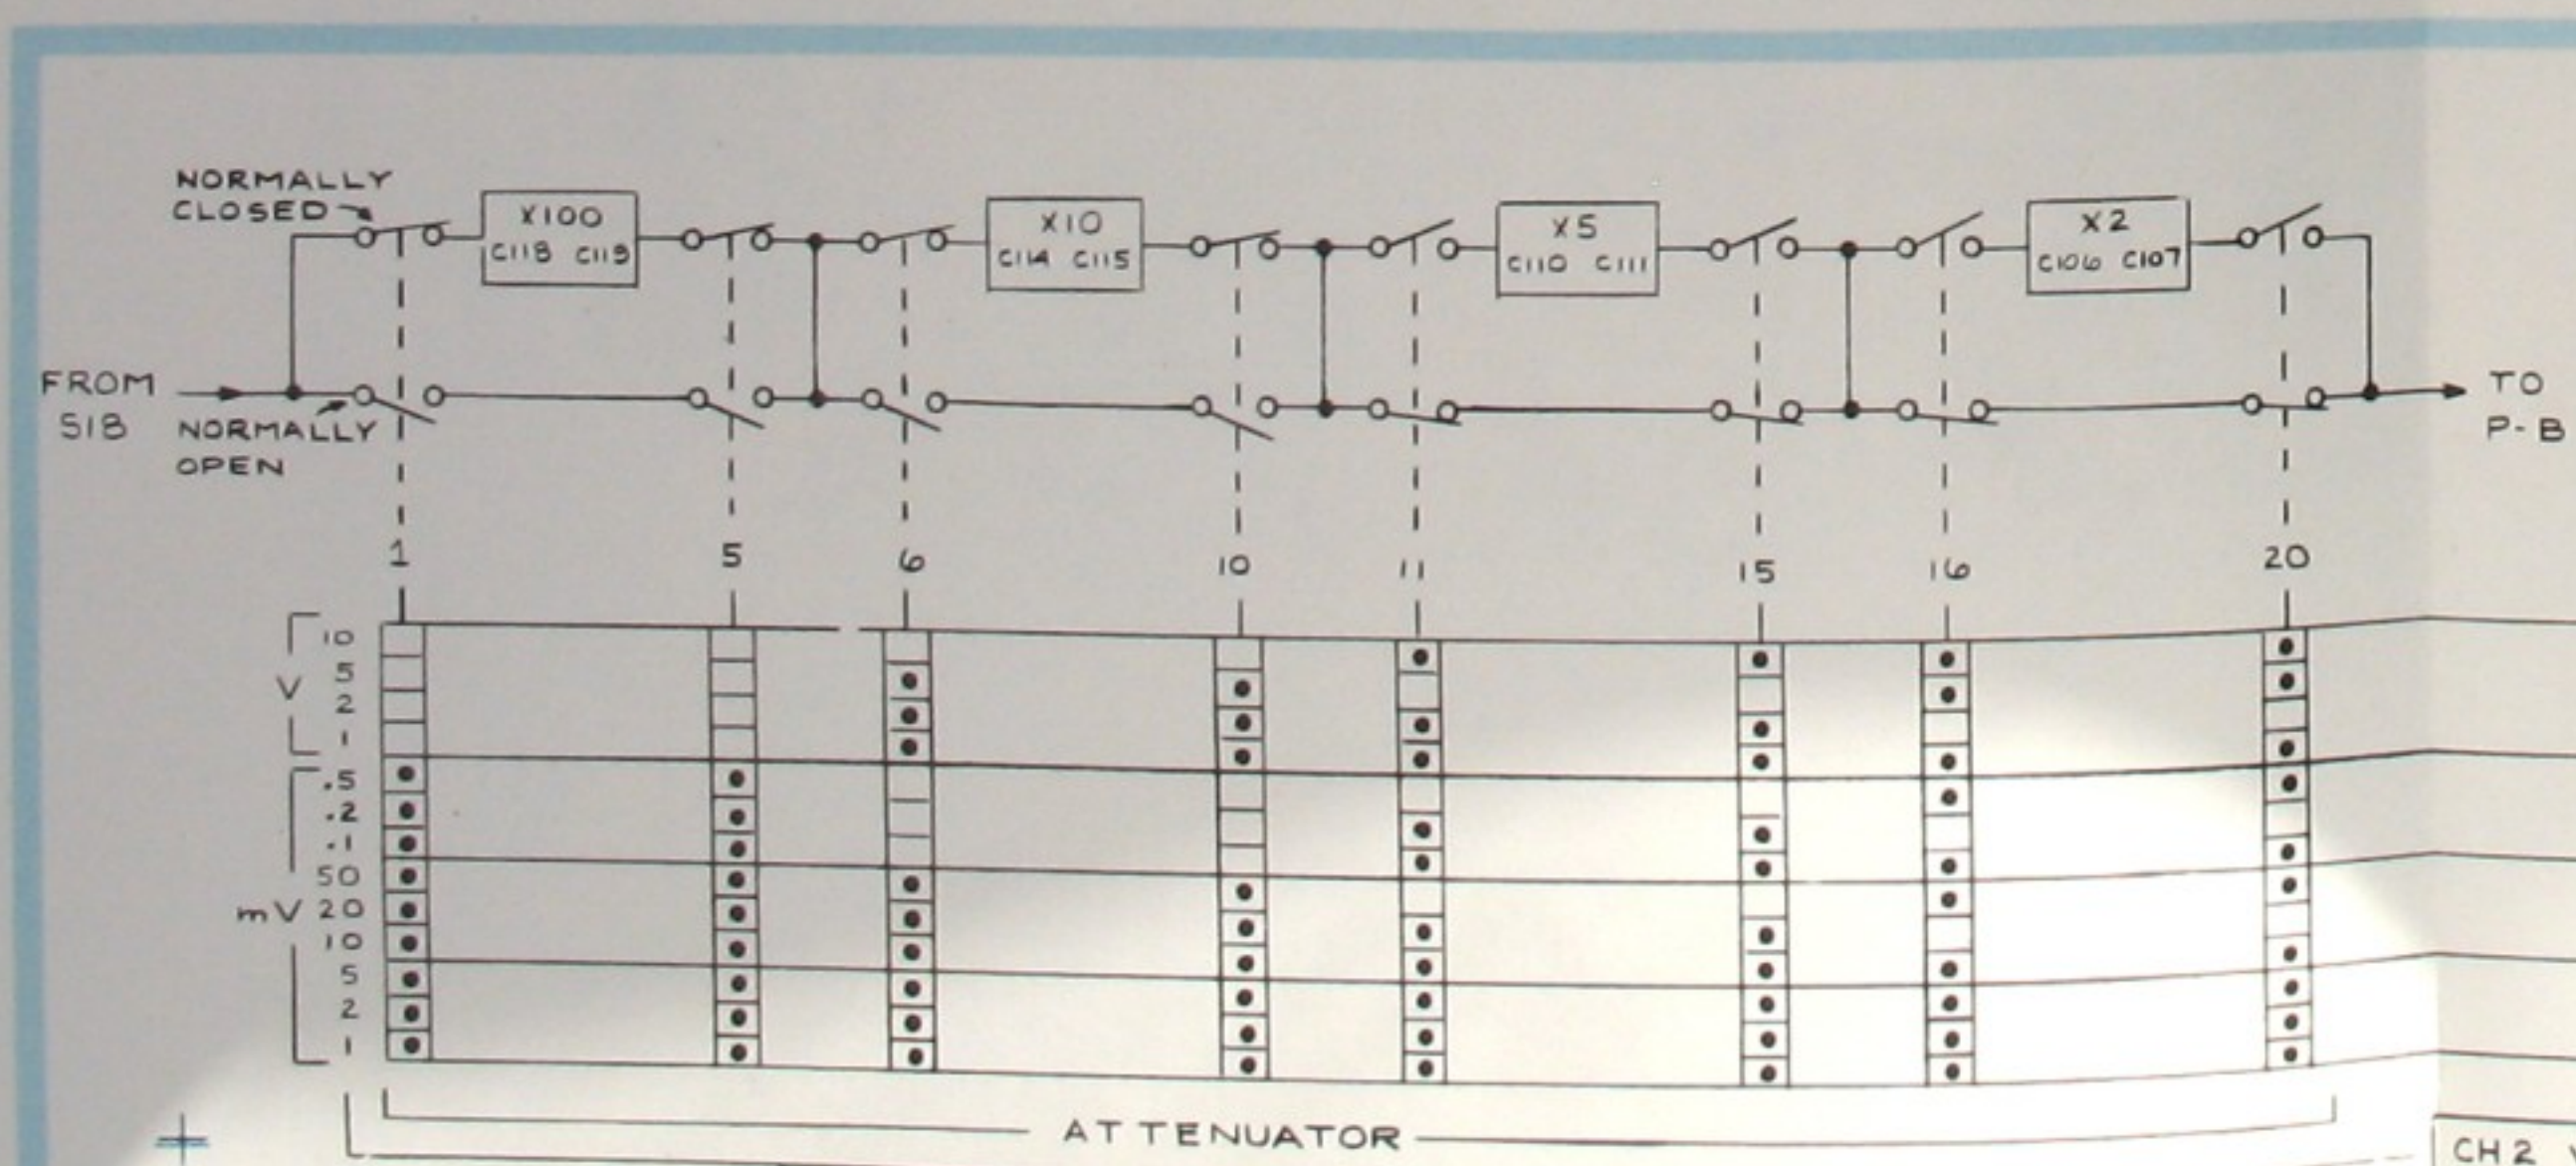 NORMALLY
CLOSED
X100
C118 C119
X10
C114 C115
X5
C110 C111
X2
C106 C107
FROM
S1B
NORMALLY
OPEN
TO
P-B
1 5 6 10 11 15 16 20
V
10
5
2
1
mV
.5
.2
.1
50
20
10
5
2
1
ATTENUATOR
CH 2